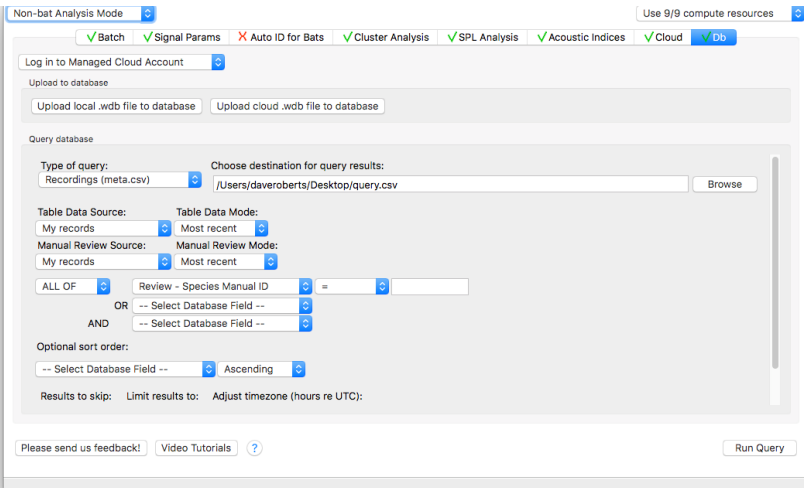 Non-bat Analysis Mode Use 9/9 compute resources
Batch Signal Params Auto ID for Bats Cluster Analysis SPL Analysis Acoustic Indices Cloud Db
Log in to Managed Cloud Account
Upload to database
Upload local .wdb file to database Upload cloud .wdb file to database
Query database
Type of query: Choose destination for query results:
Recordings (meta.csv) /Users/daveroberts/Desktop/query.csv Browse
Table Data Source: Table Data Mode:
My records Most recent
Manual Review Source: Manual Review Mode:
My records Most recent
ALL OF Review - Species Manual ID =
OR -- Select Database Field --
AND -- Select Database Field --
Optional sort order:
-- Select Database Field -- Ascending
Results to skip: Limit results to: Adjust timezone (hours re UTC):
Please send us feedback! Video Tutorials ? Run Query